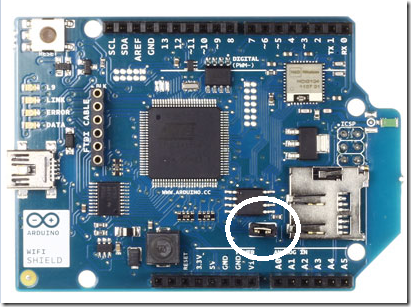 RESET
SCL
SDA
AREF
GND
13
12
~11
~10
~9
8
7
~6
~5
4
~3
2
TX 1
RX 0
DIGITAL
(PWM~)
L9
LINK
ERROR
DATA
FTDI CABLE
ICSP
WWW.ARDUINO.CC
ARDUINO
WIFI
SHIELD
RESET
3.3V
5V
GND
GND
A1
A2
A3
A4
A5